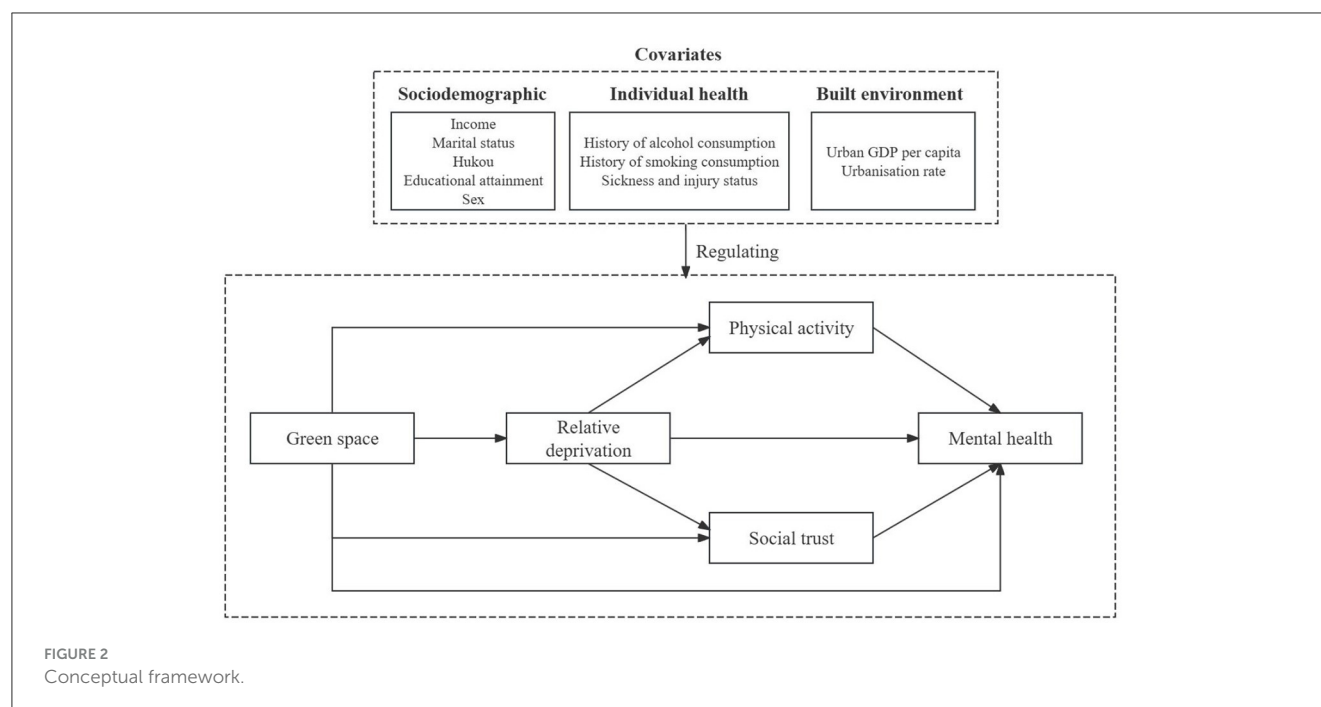 Covariates
Sociodemographic
Income
Marital status
Hukou
Educational attainment
Sex
Individual health
History of alcohol consumption
History of smoking consumption
Sickness and injury status
Built environment
Urban GDP per capita
Urbanisation rate
Regulating
Physical activity
Green space
Relative
deprivation
Mental health
Social trust
FIGURE 2
Conceptual framework.